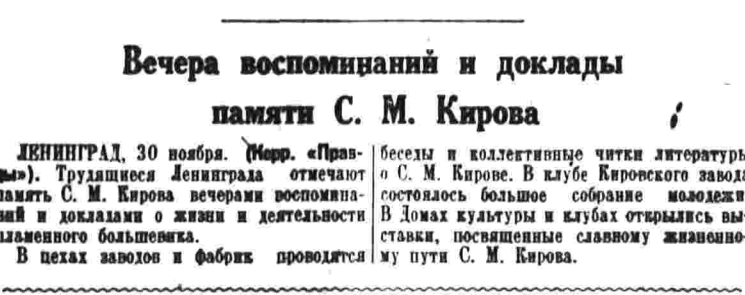 Вечера воспоминаний и доклады
памяти С. М. Кирова
ЛЕНИНГРАД, 30 ноября. (Корр. «Прав-
ды»). Трудящиеся Ленинграда отмечают
память С. М. Кирова вечерами воспомина-
ний и докладами о жизни и деятельности
пламенного большевика.
В цехах заводов и фабрик проводятся
беседы и коллективные читки литературы
о С. М. Кирове. В клубе Кировского завода
состоялось большое собрание молодежи.
В Домах культуры и клубах открылись вы-
ставки, посвященные славному жизненно-
му пути С. М. Кирова.